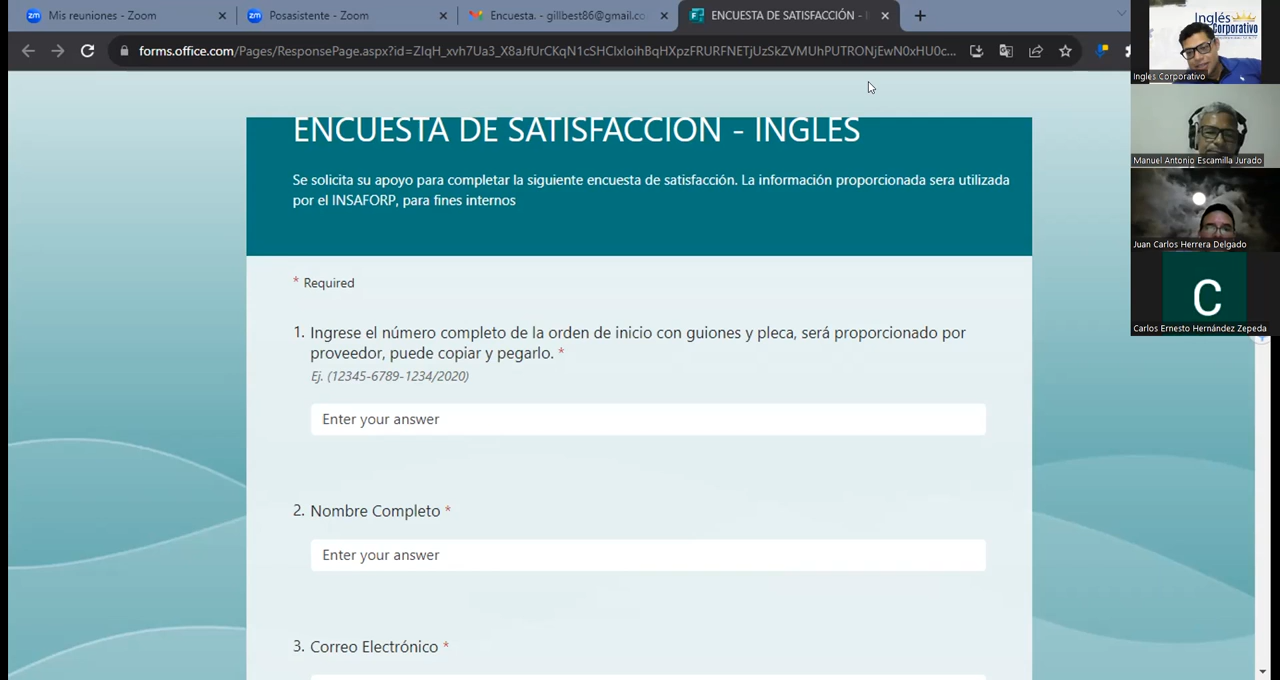 Mis reuniones - Zoom
Posasistente - Zoom
Encuesta. - gillbest86@gmail.co
ENCUESTA DE SATISFACCIÓN -
forms.office.com/Pages/ResponsePage.aspx?id=
Inglés
Corporativo
Ingles Corporativo
Manuel Antonio Escamilla Jurado
Juan Carlos Herrera Delgado
C
Carlos Ernesto Hernández Zepeda
ENCUESTA DE SATISFACCIÓN - INGLES
Se solicita su apoyo para completar la siguiente encuesta de satisfacción. La información proporcionada sera utilizada
por el INSAFORP, para fines internos
* Required
1. Ingrese el número completo de la orden de inicio con guiones y pleca, será proporcionado por
proveedor, puede copiar y pegarlo. *
Ej. (12345-6789-1234/2020)
Enter your answer
2. Nombre Completo *
Enter your answer
3. Correo Electrónico *